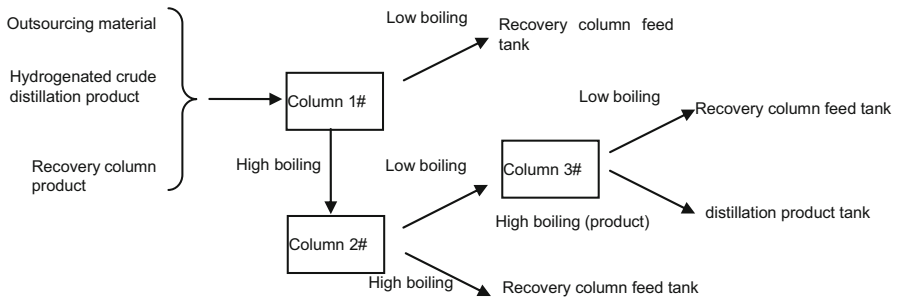 Outsourcing material
Hydrogenated crude
distillation product
Recovery column
product
Column 1#
Low boiling
Recovery column feed
tank
High boiling
Column 2#
Low boiling
High boiling
Recovery column feed tank
Column 3#
High boiling (product)
Low boiling
Recovery column feed tank
distillation product tank